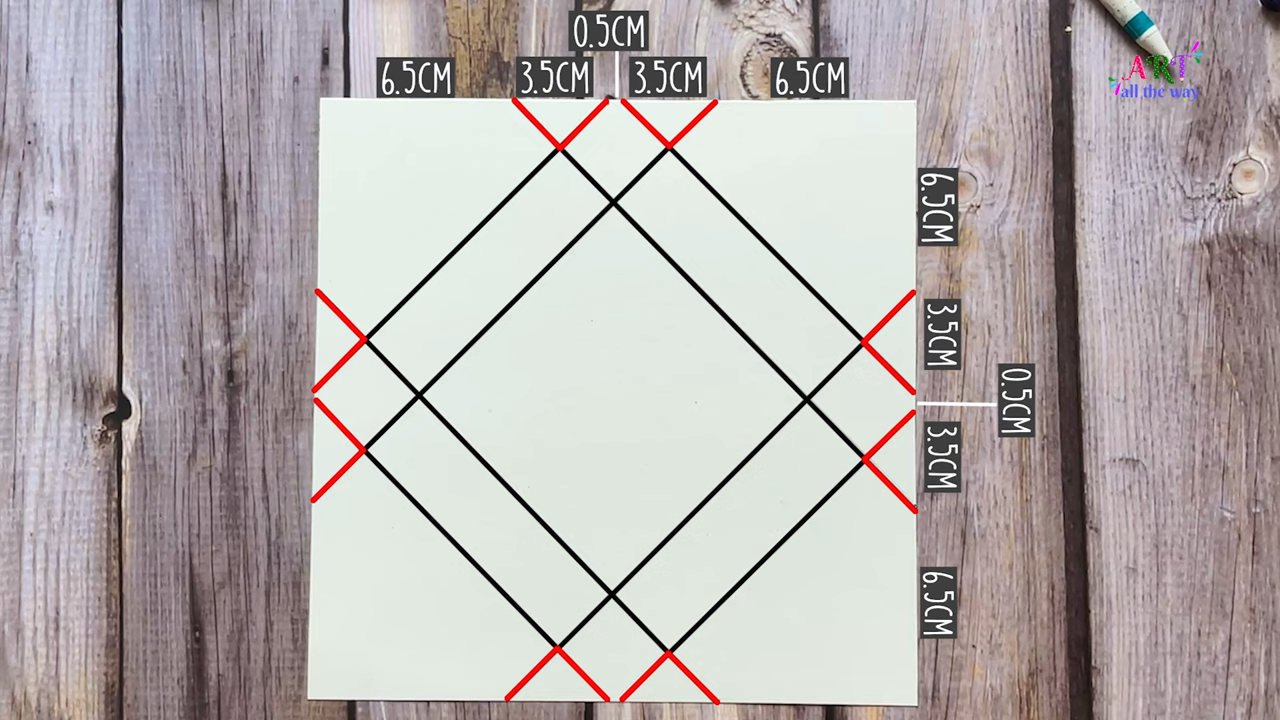 0.5CM
6.5CM 3.5CM 3.5CM 6.5CM
ART
all the way
6.5CM
3.5CM
0.5CM
3.5CM
6.5CM